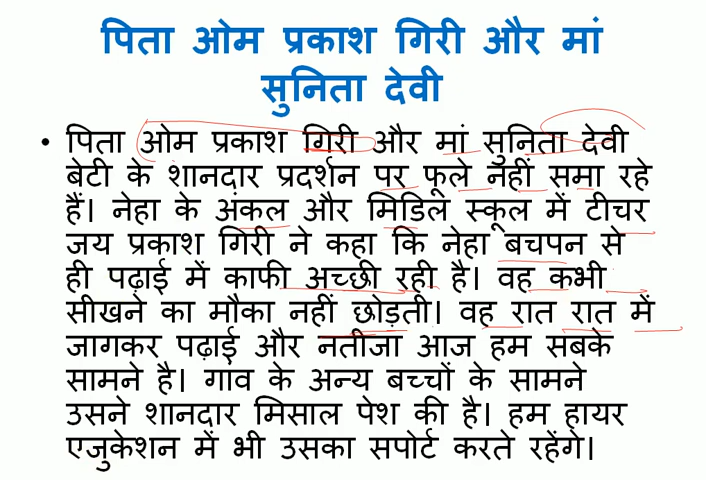 पिता ओम प्रकाश गिरी और मां
सुनिता देवी
• पिता ओम प्रकाश गिरी और मां सुनिता देवी
बेटी के शानदार प्रदर्शन पर फूले नहीं समा रहे
हैं। नेहा के अंकल और मिडिल स्कूल में टीचर
जय प्रकाश गिरी ने कहा कि नेहा बचपन से
ही पढ़ाई में काफी अच्छी रही है। वह कभी
सीखने का मौका नहीं छोड़ती। वह रात रात में
जागकर पढ़ाई और नतीजा आज हम सबके
सामने है। गांव के अन्य बच्चों के सामने
उसने शानदार मिसाल पेश की है। हम हायर
एजुकेशन में भी उसका सपोर्ट करते रहेंगे।